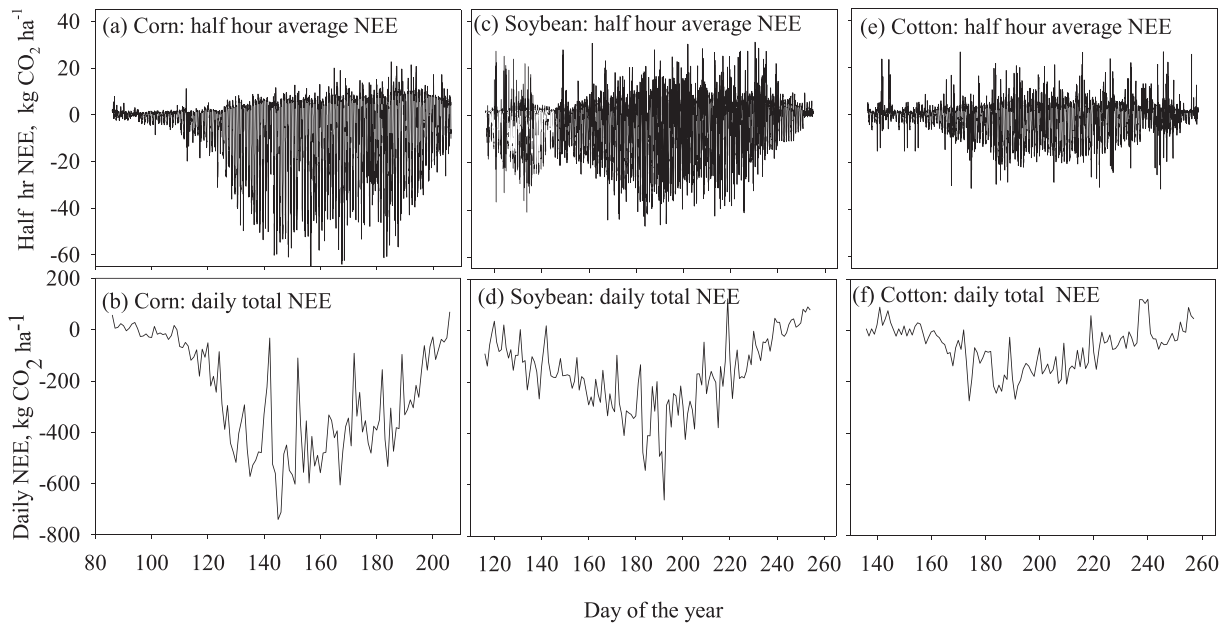 (a) Corn: half hour average NEE
(c) Soybean: half hour average NEE
(e) Cotton: half hour average NEE
Half hr NEE, kg CO2 ha-1
40
20
0
-20
-40
-60
(b) Corn: daily total NEE
(d) Soybean: daily total NEE
(f) Cotton: daily total NEE
Daily NEE, kg CO2 ha-1
200
0
-200
-400
-600
-800
80 100 120 140 160 180 200
120 140 160 180 200 220 240 260
140 160 180 200 220 240 260
Day of the year